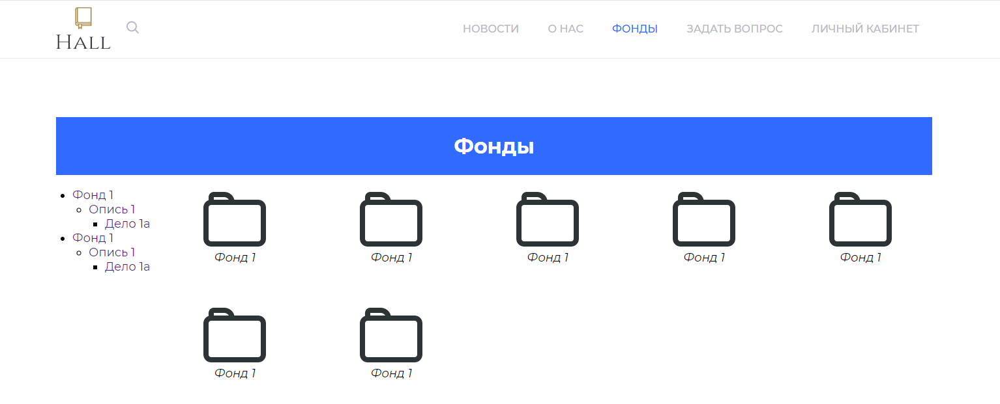 HALL
НОВОСТИ О НАС ФОНДЫ ЗАДАТЬ ВОПРОС ЛИЧНЫЙ КАБИНЕТ
Фонды
Фонд 1
Опись 1
Дело 1а
Фонд 1
Опись 1
Дело 1а
Фонд 1 Фонд 1 Фонд 1 Фонд 1 Фонд 1
Фонд 1 Фонд 1